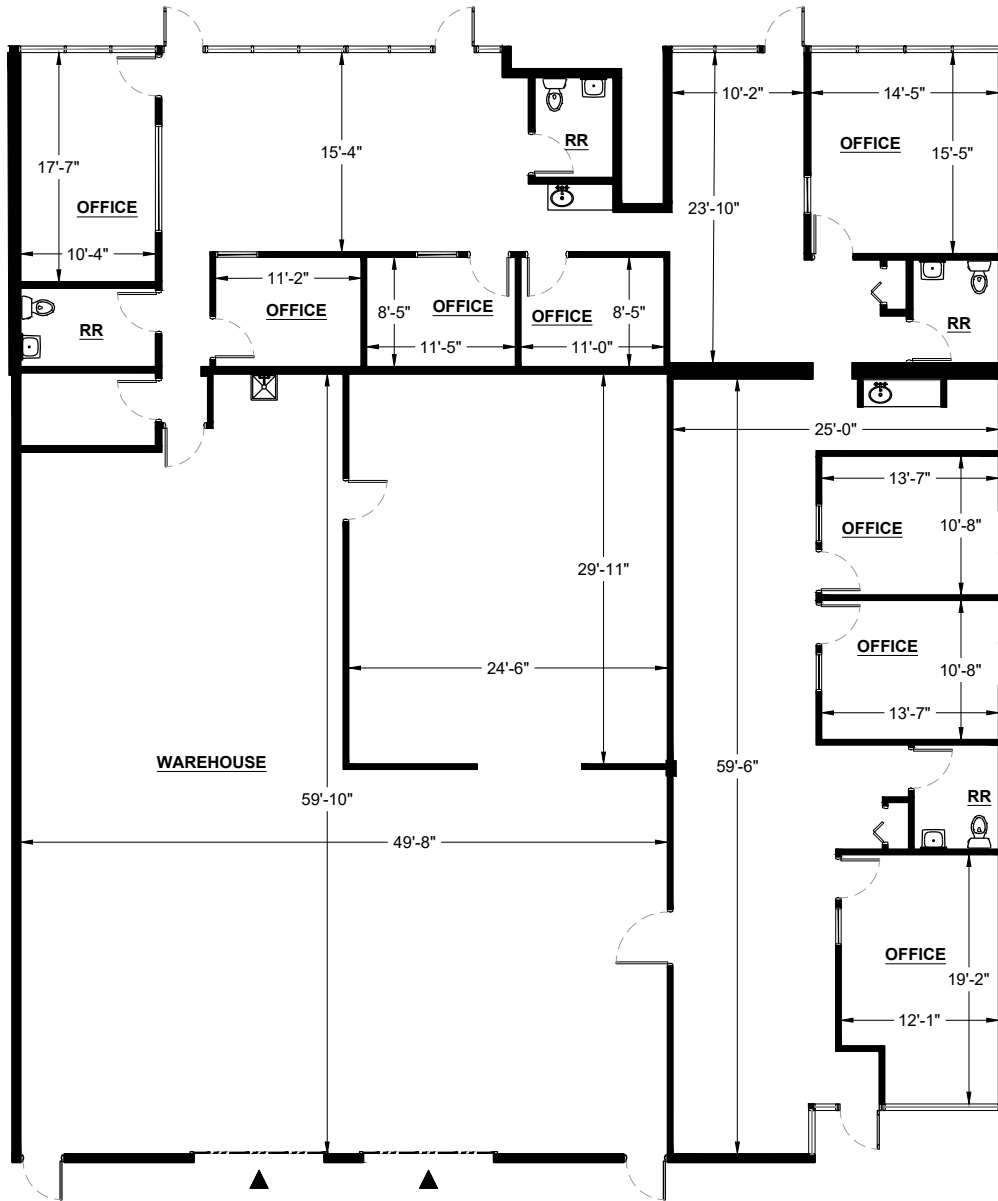 10'-2"
14'-5"
OFFICE
15'-4"
RR
15'-5"
17'-7"
OFFICE
23'-10"
10'-4"
11'-2"
OFFICE
8'-5"
OFFICE
11'-5"
OFFICE
8'-5"
11'-0"
RR
RR
25'-0"
13'-7"
OFFICE
10'-8"
29'-11"
OFFICE
24'-6"
10'-8"
13'-7"
WAREHOUSE
59'-6"
59'-10"
RR
49'-8"
OFFICE
19'-2"
12'-1"